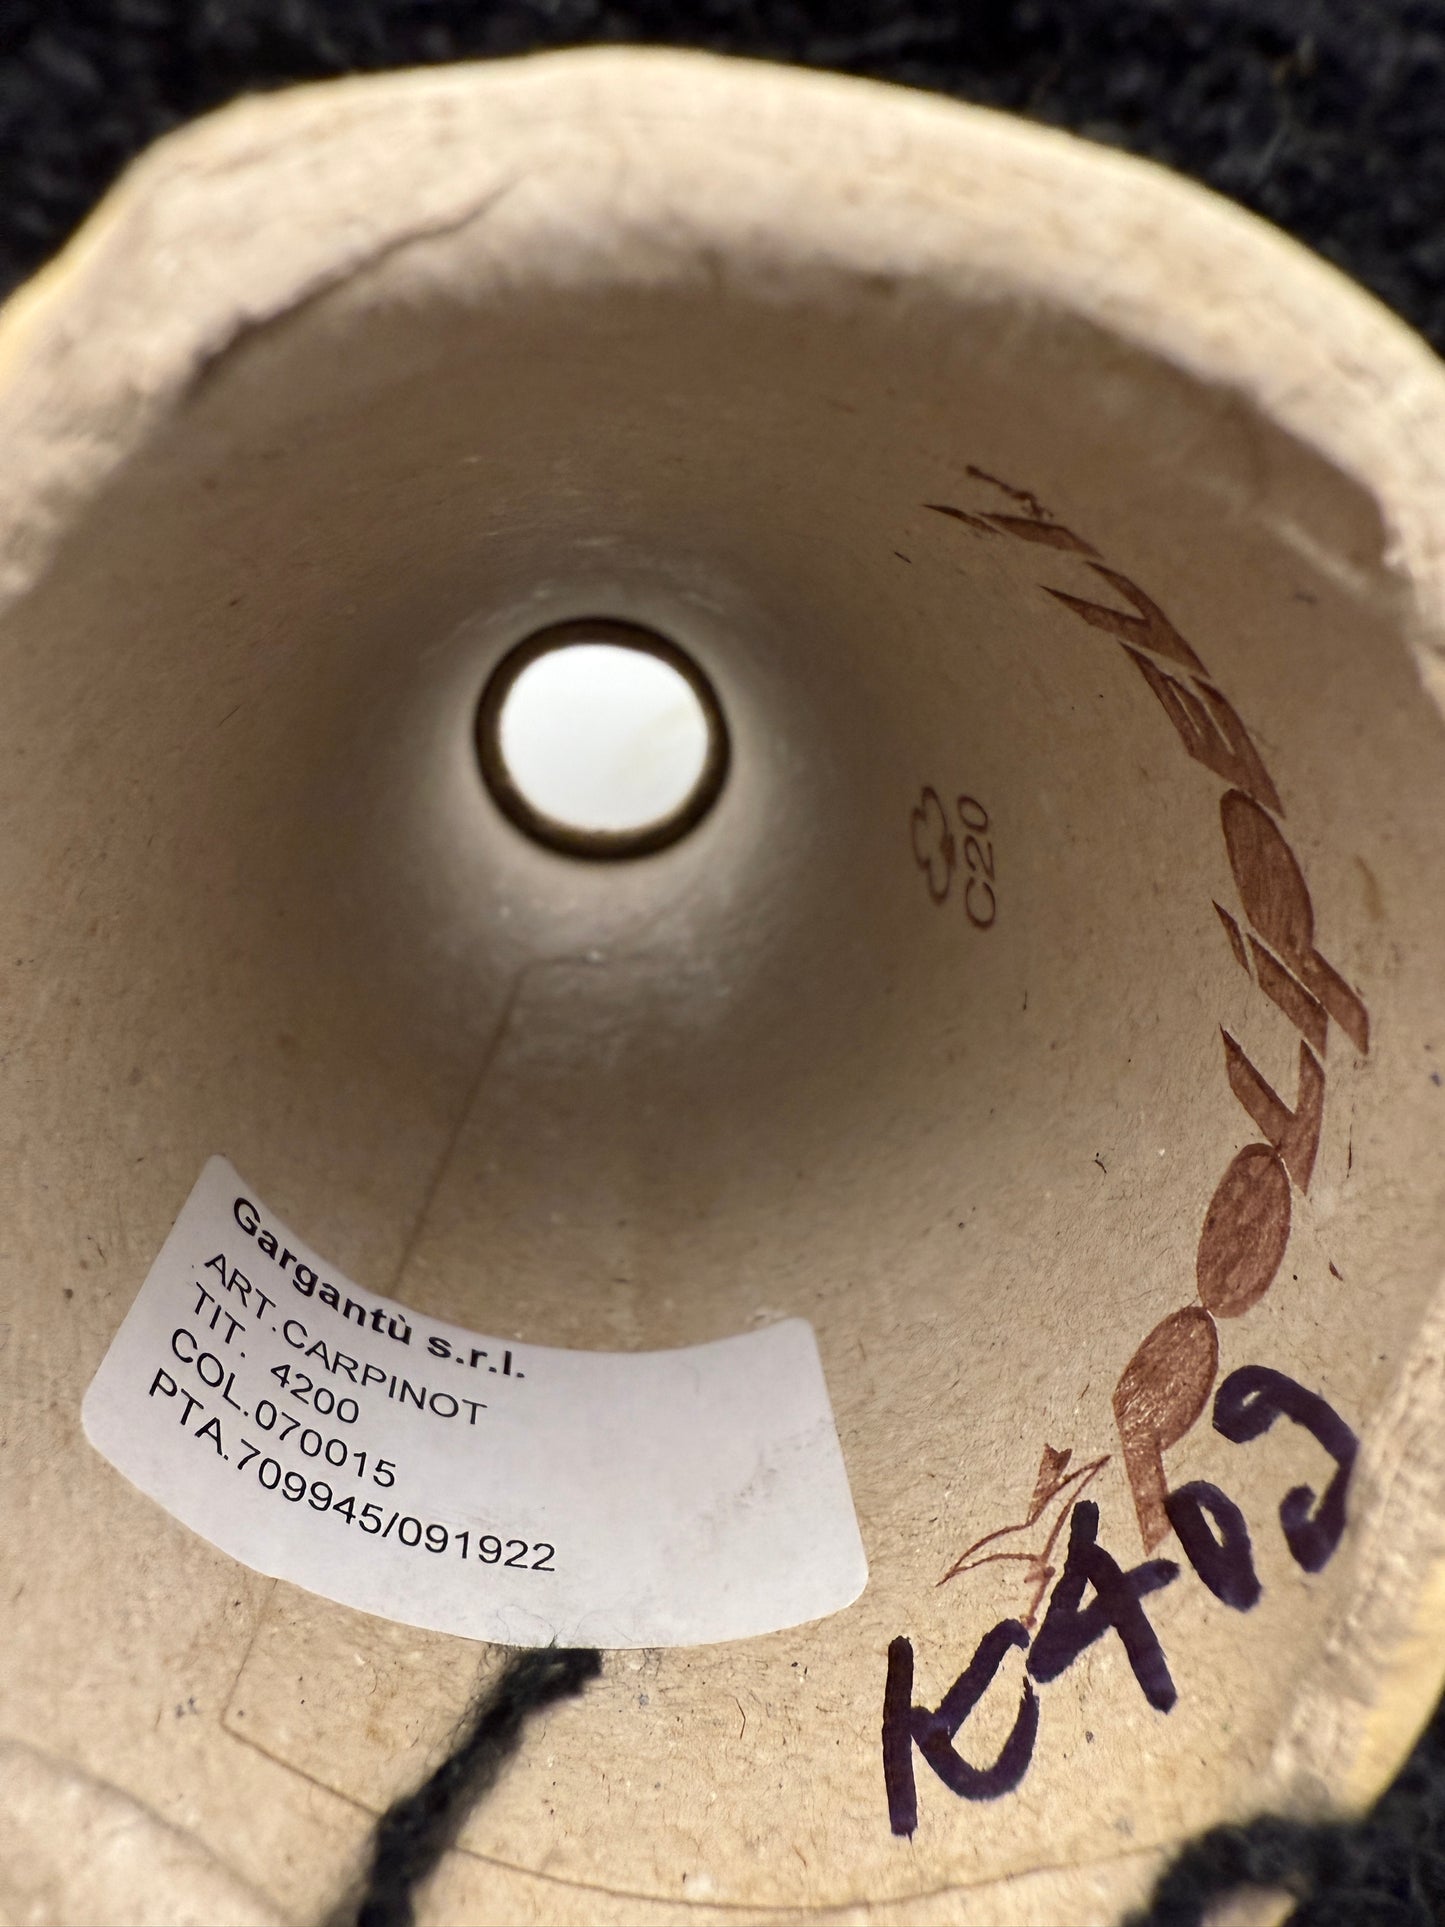 Gargantù s.r.l.
ART.CARPINOT
TIT. 4200
COL.070015
PTA.709945/091922
C20
K409